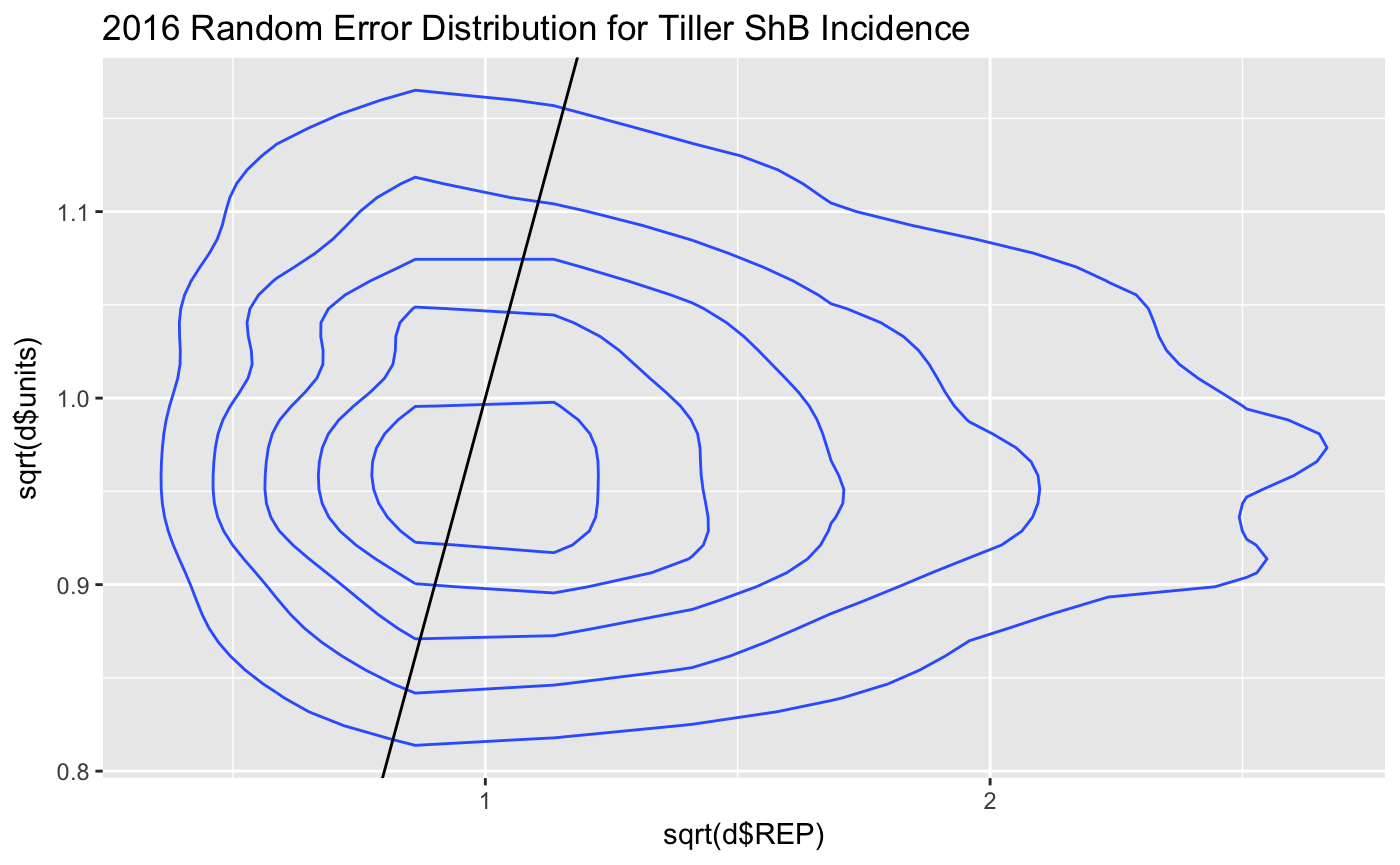 2016 Random Error Distribution for Tiller ShB Incidence
sqrt(d$units)
1.1
1.0
0.9
0.8
1
2
sqrt(d$REP)